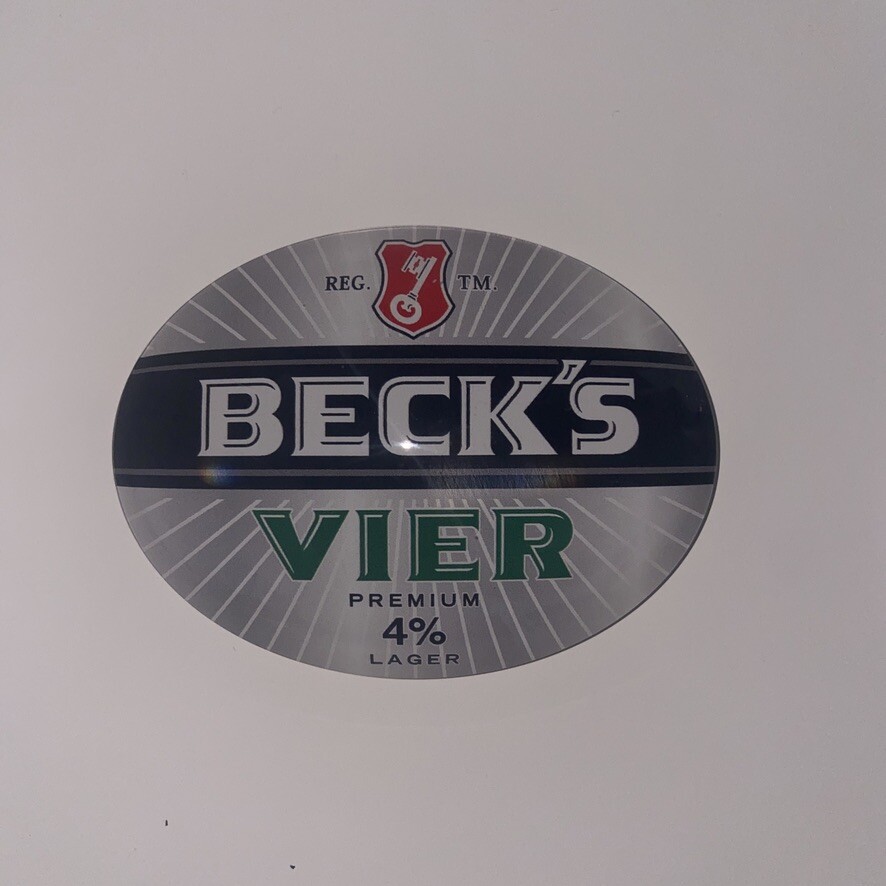 REG. TM.
BECK'S
VIER
PREMIUM
4%
LAGER